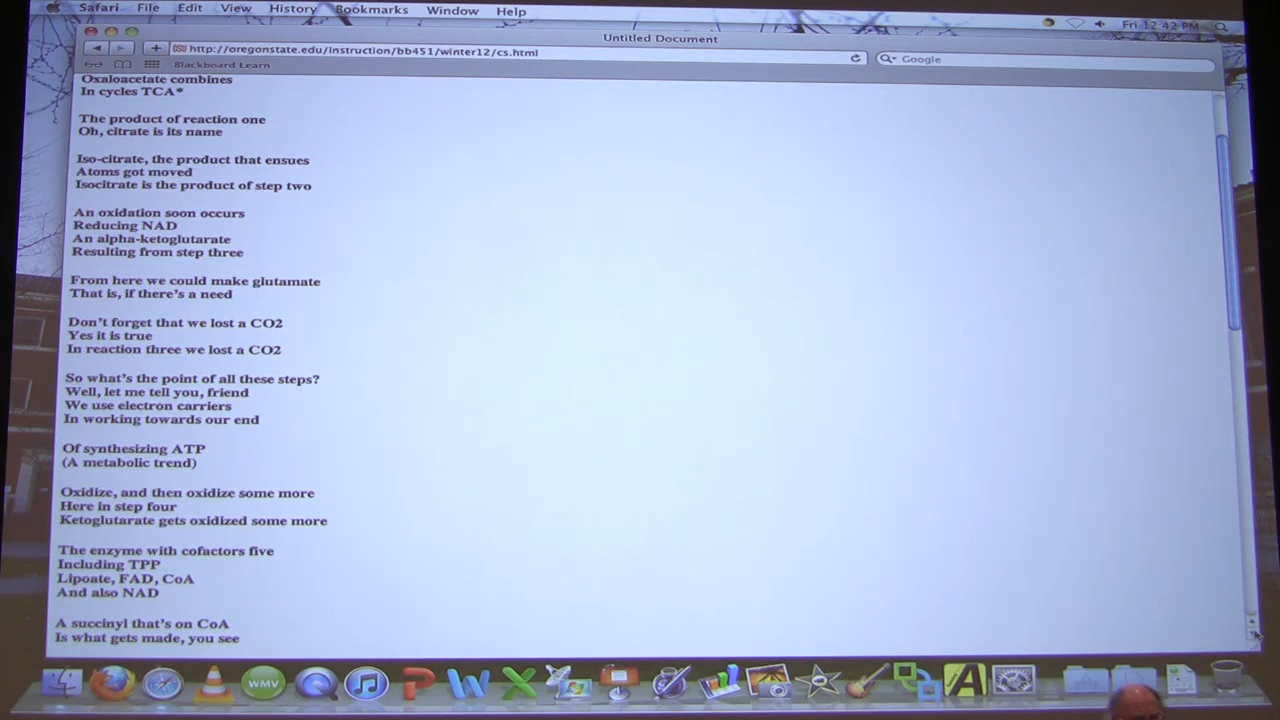 Safari File Edit View History Bookmarks Window Help
Fri 12:42 PM
Untitled Document
http://oregonstate.edu/instruction/bb451/winter12/cs.html
Google
Blackboard Learn
Oxaloacetate combines
In cycles TCA*
The product of reaction one
Oh, citrate is its name
Iso-citrate, the product that ensues
Atoms got moved
Isocitrate is the product of step two
An oxidation soon occurs
Reducing NAD
An alpha-ketoglutarate
Resulting from step three
From here we could make glutamate
That is, if there's a need
Don't forget that we lost a CO2
Yes it is true
In reaction three we lost a CO2
So what's the point of all these steps?
Well, let me tell you, friend
We use electron carriers
In working towards our end
Of synthesizing ATP
(A metabolic trend)
Oxidize, and then oxidize some more
Here in step four
Ketoglutarate gets oxidized some more
The enzyme with cofactors five
Including TPP
Lipoate, FAD, CoA
And also NAD
A succinyl that's on CoA
Is what gets made, you see
WMV